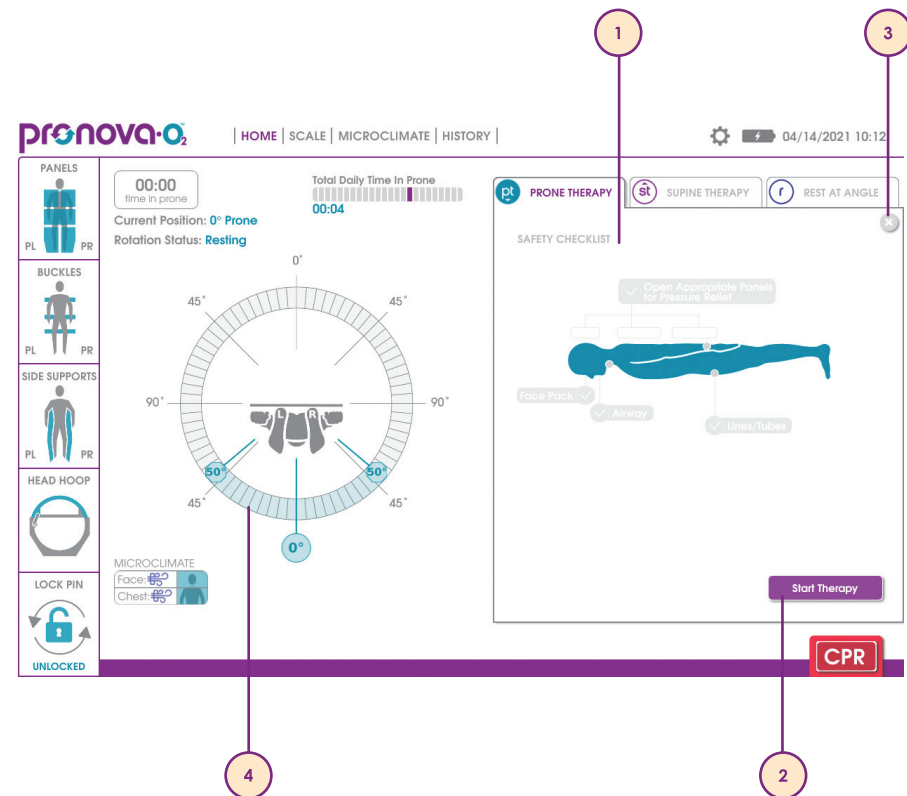 1
3
pronova·O₂™
| HOME | SCALE | MICROCLIMATE | HISTORY |
04/14/2021 10:12
PANELS
PL PR
BUCKLES
PL PR
SIDE SUPPORTS
PL PR
HEAD HOOP
LOCK PIN
UNLOCKED
00:00
time in prone
Total Daily Time In Prone
00:04
Current Position: 0° Prone
Rotation Status: Resting
0°
45° 45°
90° 90°
L R
50° 50°
45° 45°
0°
MICROCLIMATE
Face:
Chest:
pt PRONE THERAPY
st SUPINE THERAPY
r REST AT ANGLE
SAFETY CHECKLIST
Open Appropriate Panels
for Pressure Relief
Face Pack
Airway
Lines/Tubes
Start Therapy
CPR
4
2